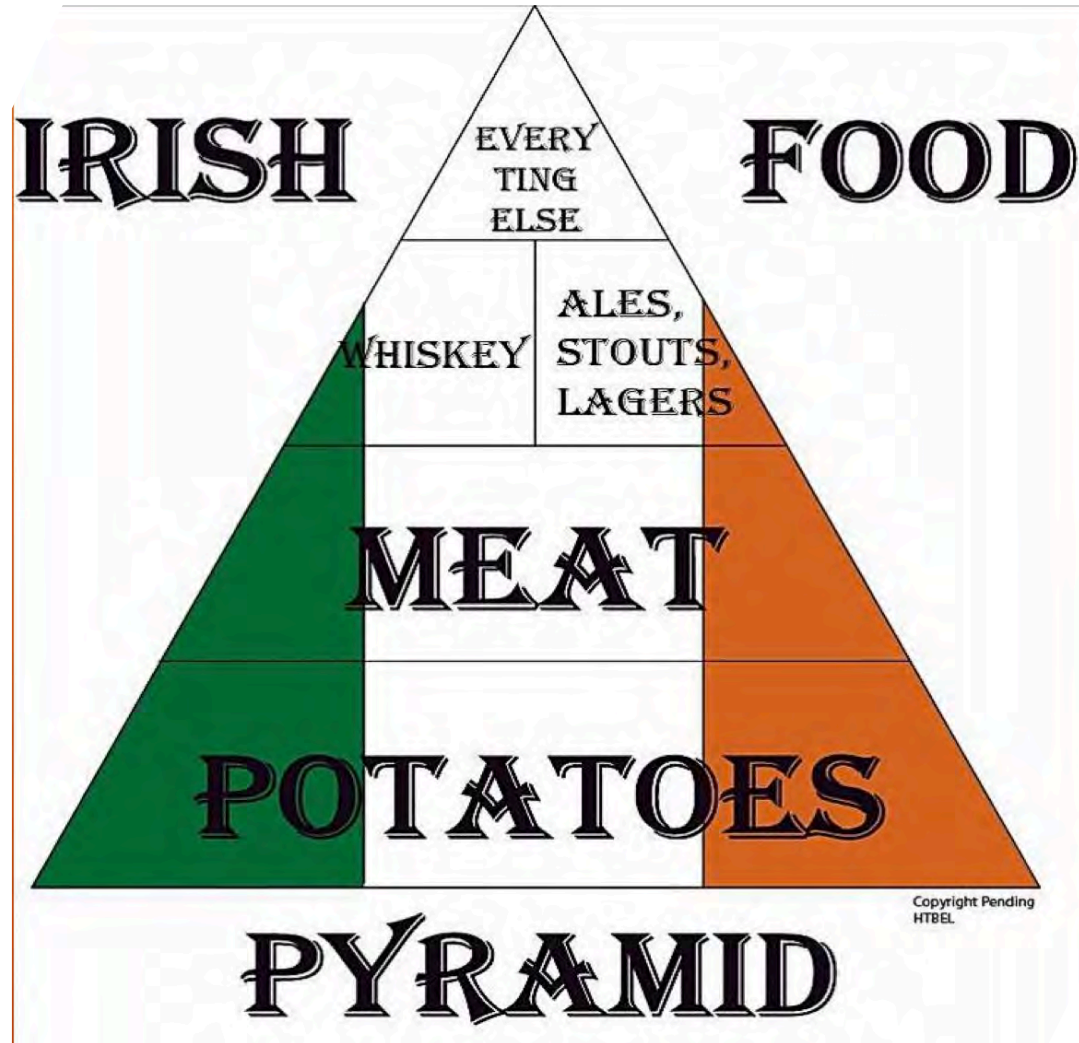 IRISH FOOD
EVERY
TING
ELSE
WHISKEY
ALES,
STOUTS,
LAGERS
MEAT
POTATOES
Copyright Pending
HTBEL
PYRAMID